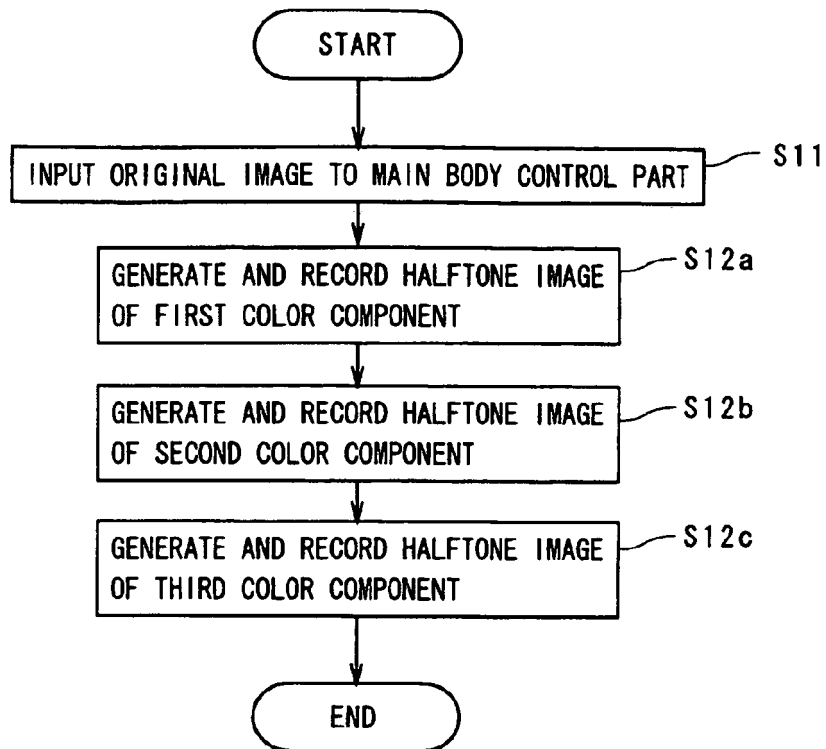 START
INPUT ORIGINAL IMAGE TO MAIN BODY CONTROL PART
S11
GENERATE AND RECORD HALFTONE IMAGE
OF FIRST COLOR COMPONENT
S12a
GENERATE AND RECORD HALFTONE IMAGE
OF SECOND COLOR COMPONENT
S12b
GENERATE AND RECORD HALFTONE IMAGE
OF THIRD COLOR COMPONENT
S12c
END